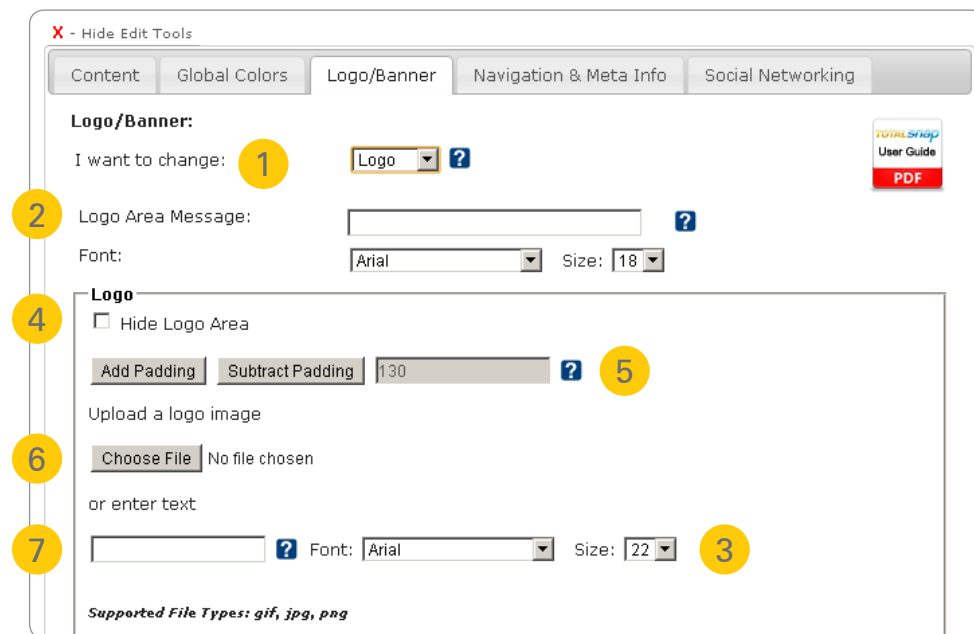 X - Hide Edit Tools
Content Global Colors Logo/Banner Navigation & Meta Info Social Networking
Logo/Banner:
I want to change: 1 Logo ?
TOTALsnap
User Guide
PDF
2 Logo Area Message: ?
Font: Arial Size: 18
Logo
4 Hide Logo Area
Add Padding Subtract Padding 130 ? 5
Upload a logo image
6 Choose File No file chosen
or enter text
7 ? Font: Arial Size: 22 3
Supported File Types: gif, jpg, png